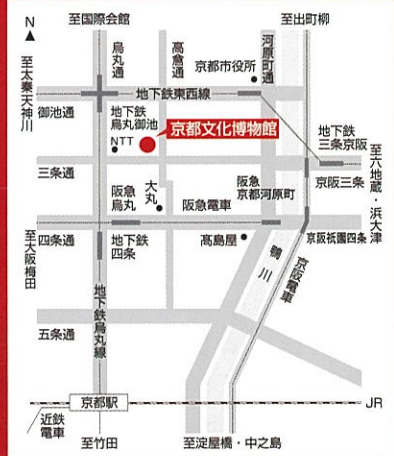 至国際会館
至出町柳
N
烏丸通
高倉通
河原町通
京都市役所
至太秦天神川
地下鉄東西線
御池通
地下鉄
烏丸御池
NTT
京都文化博物館
地下鉄
三条京阪
三条通
京阪三条
至六地蔵・浜大津
阪急
烏丸
大丸
阪急電車
阪急
京都河原町
四条通
地下鉄
四条
髙島屋
鴨川
京阪祇園四条
京阪電車
至大阪梅田
地下鉄烏丸線
五条通
京都駅
JR
近鉄
電車
至竹田
至淀屋橋・中之島